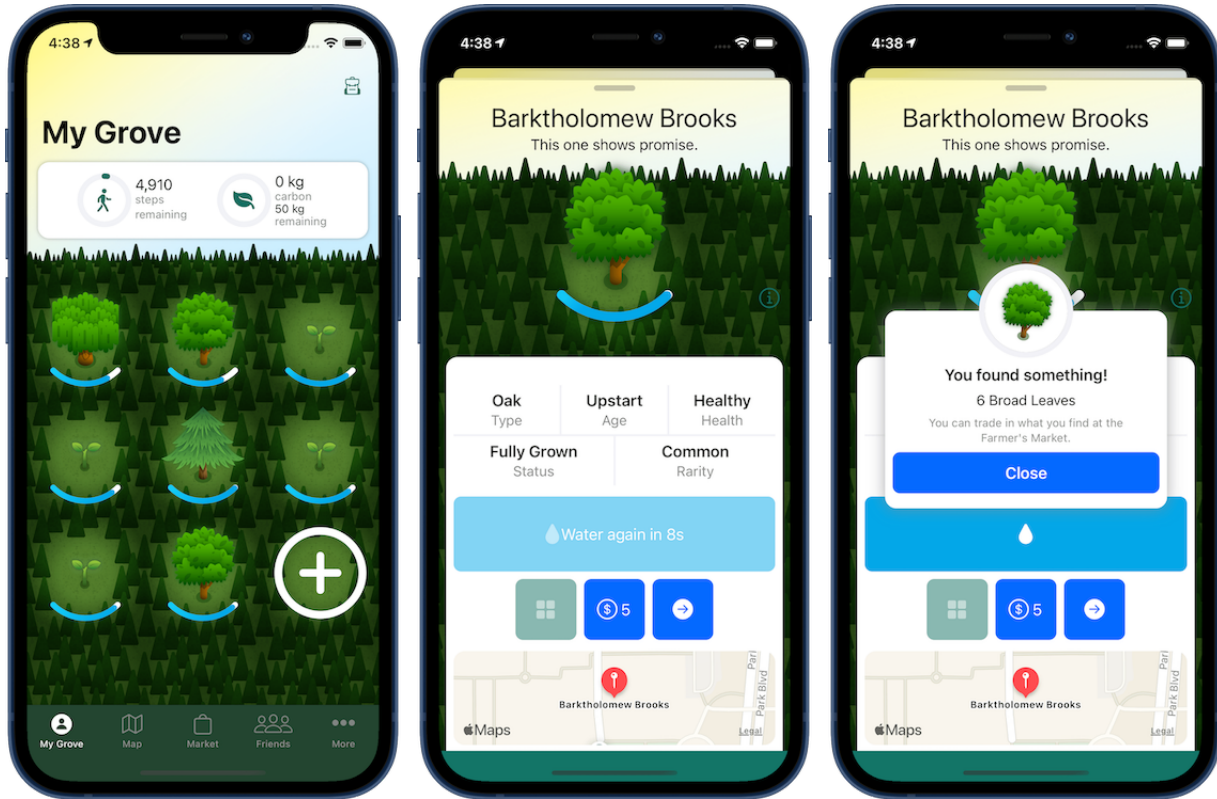 4:38
My Grove
4,910
steps
remaining
0 kg
carbon
50 kg
remaining
My Grove
Map
Market
Friends
More
4:38
Barktholomew Brooks
This one shows promise.
Oak
Type
Upstart
Age
Healthy
Health
Fully Grown
Status
Common
Rarity
Water again in 8s
$ 5
Barktholomew Brooks
Park Blvd
Park
Maps
Legal
4:38
Barktholomew Brooks
This one shows promise.
You found something!
6 Broad Leaves
You can trade in what you find at the
Farmer's Market.
Close
$ 5
Barktholomew Brooks
Park Blvd
Park
Maps
Legal